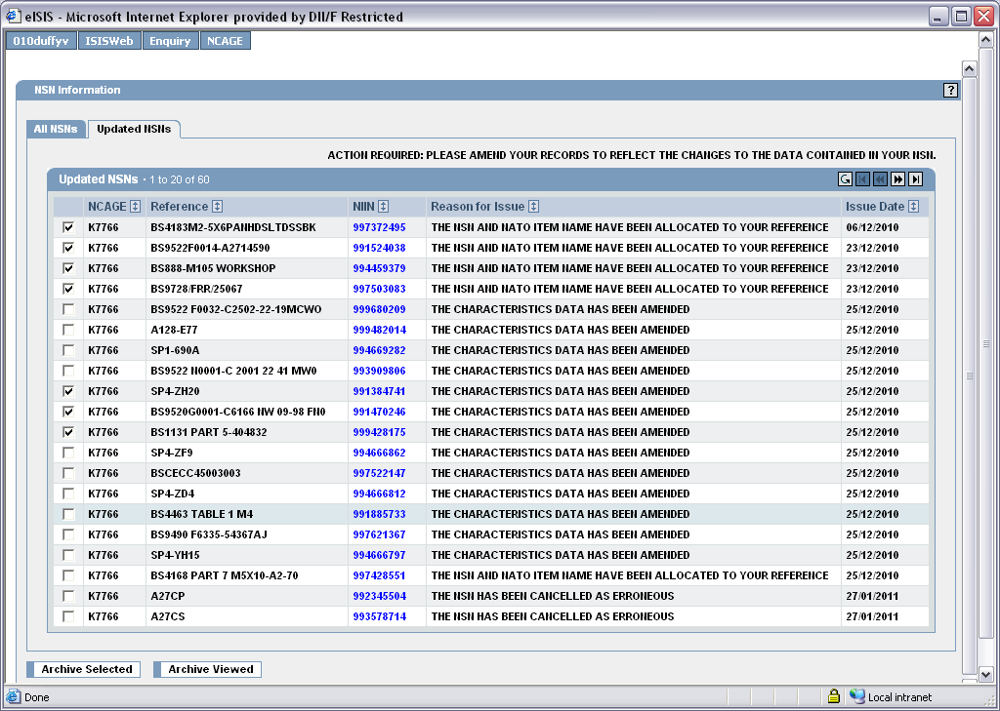 eISIS - Microsoft Internet Explorer provided by DII/F Restricted
010duffyv ISISWeb Enquiry NCAGE
NSN Information ?
All NSNs Updated NSNs
ACTION REQUIRED: PLEASE AMEND YOUR RECORDS TO REFLECT THE CHANGES TO THE DATA CONTAINED IN YOUR NSN.
Updated NSNs · 1 to 20 of 60
NCAGE Reference NIIN Reason for Issue Issue Date
K7766 BS4183M2-5X6PANHDSLTDSSBK 997372495 THE NSN AND NATO ITEM NAME HAVE BEEN ALLOCATED TO YOUR REFERENCE 06/12/2010
K7766 BS9522F0014-A2714590 991524038 THE NSN AND NATO ITEM NAME HAVE BEEN ALLOCATED TO YOUR REFERENCE 23/12/2010
K7766 BS888-M105 WORKSHOP 994459379 THE NSN AND NATO ITEM NAME HAVE BEEN ALLOCATED TO YOUR REFERENCE 23/12/2010
K7766 BS9728/FRR/25067 997503083 THE NSN AND NATO ITEM NAME HAVE BEEN ALLOCATED TO YOUR REFERENCE 23/12/2010
K7766 BS9522 F0032-C2502-22-19MCWO 999680209 THE CHARACTERISTICS DATA HAS BEEN AMENDED 25/12/2010
K7766 A128-E77 999482014 THE CHARACTERISTICS DATA HAS BEEN AMENDED 25/12/2010
K7766 SP1-690A 994669282 THE CHARACTERISTICS DATA HAS BEEN AMENDED 25/12/2010
K7766 BS9522 N0001-C 2001 22 41 MW0 993909806 THE CHARACTERISTICS DATA HAS BEEN AMENDED 25/12/2010
K7766 SP4-ZH20 991384741 THE CHARACTERISTICS DATA HAS BEEN AMENDED 25/12/2010
K7766 BS9520G0001-C6166 NW 09-98 FN0 991470246 THE CHARACTERISTICS DATA HAS BEEN AMENDED 25/12/2010
K7766 BS1131 PART 5-404832 999428175 THE CHARACTERISTICS DATA HAS BEEN AMENDED 25/12/2010
K7766 SP4-ZF9 994666862 THE CHARACTERISTICS DATA HAS BEEN AMENDED 25/12/2010
K7766 BSCECC45003003 997522147 THE CHARACTERISTICS DATA HAS BEEN AMENDED 25/12/2010
K7766 SP4-ZD4 994666812 THE CHARACTERISTICS DATA HAS BEEN AMENDED 25/12/2010
K7766 BS4463 TABLE 1 M4 991885733 THE CHARACTERISTICS DATA HAS BEEN AMENDED 25/12/2010
K7766 BS9490 F6335-54367AJ 997621367 THE CHARACTERISTICS DATA HAS BEEN AMENDED 25/12/2010
K7766 SP4-YH15 994666797 THE CHARACTERISTICS DATA HAS BEEN AMENDED 25/12/2010
K7766 BS4168 PART 7 M5X10-A2-70 997428551 THE NSN AND NATO ITEM NAME HAVE BEEN ALLOCATED TO YOUR REFERENCE 25/12/2010
K7766 A27CP 992345504 THE NSN HAS BEEN CANCELLED AS ERRONEOUS 27/01/2011
K7766 A27CS 993578714 THE NSN HAS BEEN CANCELLED AS ERRONEOUS 27/01/2011
Archive Selected Archive Viewed
Done Local intranet